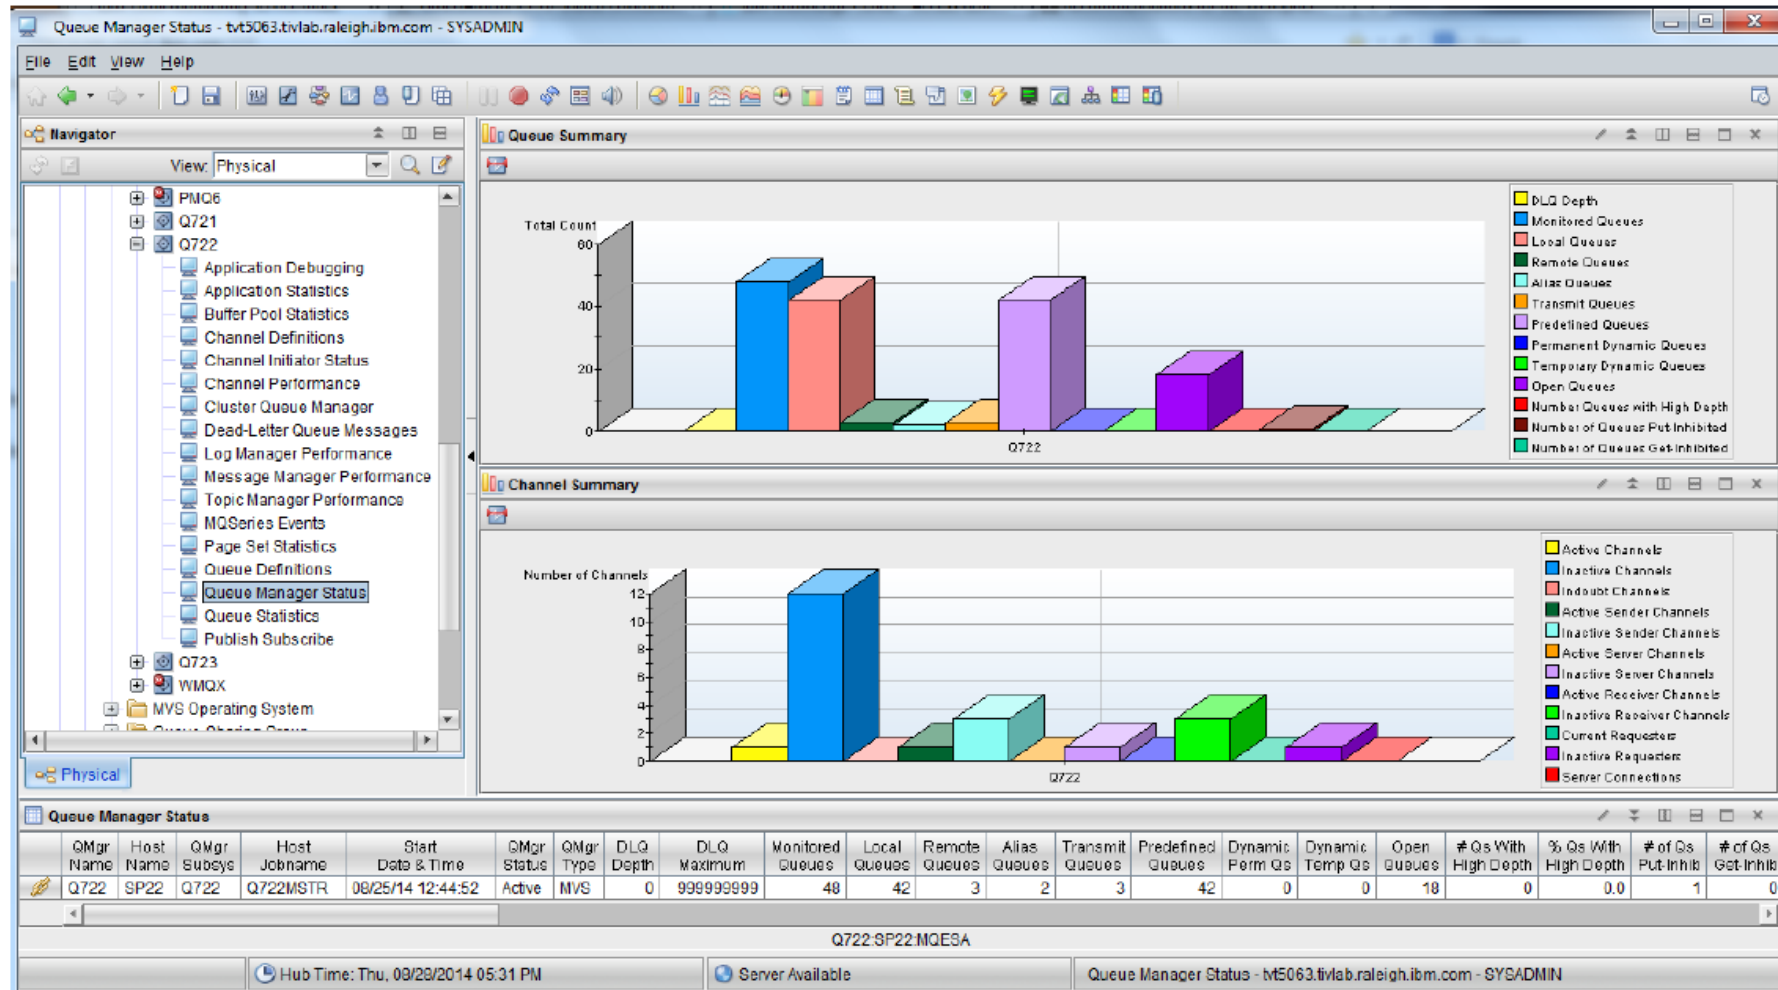 Queue Manager Status - tvt5063.tivlab.raleigh.ibm.com - SYSADMIN
File Edit View Help
Navigator
View: Physical
PMQ6
Q721
Q722
Application Debugging
Application Statistics
Buffer Pool Statistics
Channel Definitions
Channel Initiator Status
Channel Performance
Cluster Queue Manager
Dead-Letter Queue Messages
Log Manager Performance
Message Manager Performance
Topic Manager Performance
MQSeries Events
Page Set Statistics
Queue Definitions
Queue Manager Status
Queue Statistics
Publish Subscribe
Q723
WMQX
MVS Operating System
Physical
Queue Summary
Total Count
60
40
20
0
Q722
DLQ Depth
Monitored Queues
Local Queues
Remote Queues
Alias Queues
Transmit Queues
Predefined Queues
Permanent Dynamic Queues
Temporary Dynamic Queues
Open Queues
Number Queues with High Depth
Number of Queues Put-Inhibited
Number of Queues Get-Inhibited
Channel Summary
Number of Channels
12
10
8
6
4
2
0
Q722
Active Channels
Inactive Channels
Indoubt Channels
Active Sender Channels
Inactive Sender Channels
Active Server Channels
Inactive Server Channels
Active Receiver Channels
Inactive Receiver Channels
Current Requesters
Inactive Requesters
Server Connections
Queue Manager Status
QMgr Host QMgr Host Start QMgr QMgr DLQ DLQ Monitored Local Remote Alias Transmit Predefined Dynamic Dynamic Open # Qs With % Qs With # of Qs # of Qs
Name Name Subsys Jobname Date & Time Status Type Depth Maximum Queues Queues Queues Queues Queues Queues Perm Qs Temp Qs Queues High Depth High Depth Put-Inhib Get-Inhib
Q722 SP22 Q722 Q722MSTR 08/25/14 12:44:52 Active MVS 0 999999999 48 42 3 2 3 42 0 0 18 0 0.0 1 0
Q722:SP22:MQESA
Hub Time: Thu, 08/28/2014 05:31 PM
Server Available
Queue Manager Status - tvt5063.tivlab.raleigh.ibm.com - SYSADMIN